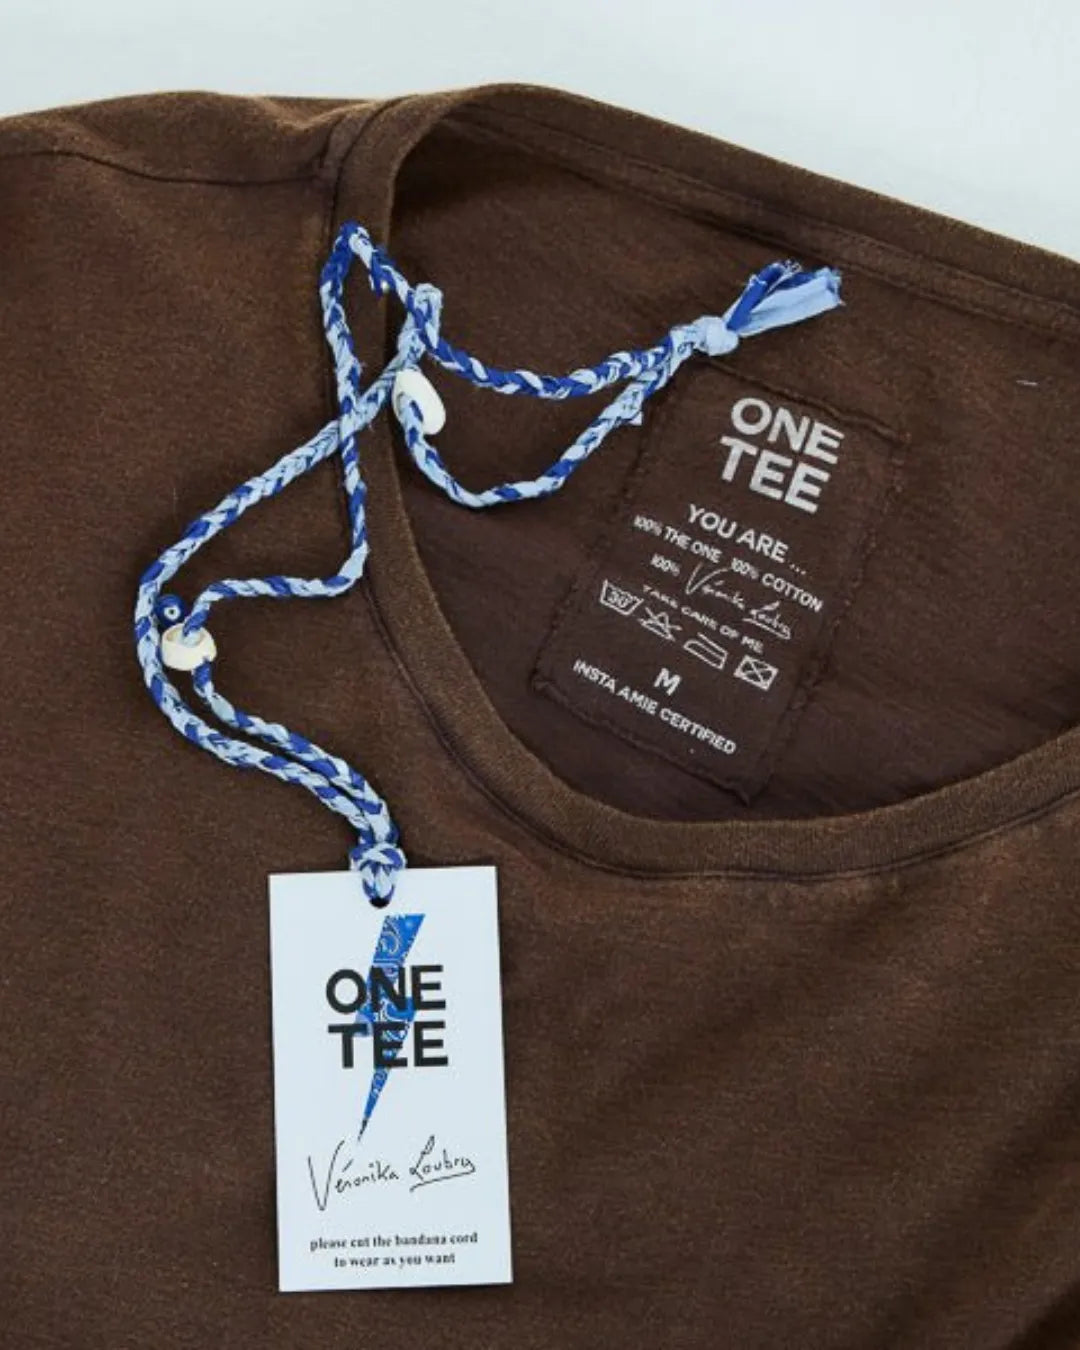 ONE
TEE
YOU ARE...
100% THE ONE 100% COTTON
100% Véronika Loubry
TAKE CARE OF ME
30°
M
INSTA AMIE CERTIFIED
ONE
TEE
Véronika Loubry
please cut the bandana cord
to wear as you want